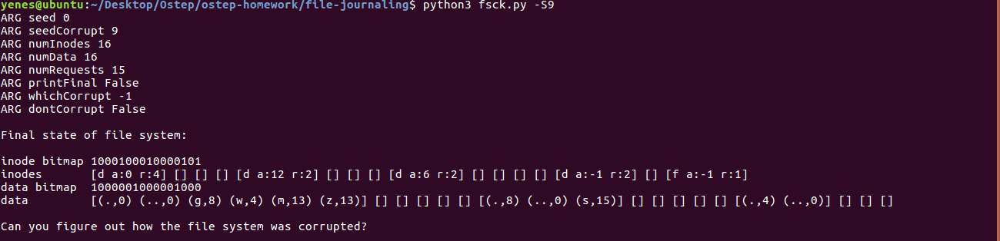 yenes@ubuntu:~/Desktop/Ostep/ostep-homework/file-journaling$ python3 fsck.py -S9
ARG seed 0
ARG seedCorrupt 9
ARG numInodes 16
ARG numData 16
ARG numRequests 15
ARG printFinal False
ARG whichCorrupt -1
ARG dontCorrupt False
Final state of file system:
inode bitmap 1000100010000101
inodes [d a:0 r:4] [] [] [] [d a:12 r:2] [] [] [] [d a:6 r:2] [] [] [] [] [d a:-1 r:2] [] [f a:-1 r:1]
data bitmap 1000001000001000
data [(.,0) (..,0) (g,8) (w,4) (m,13) (z,13)] [] [] [] [] [] [(.,8) (..,0) (s,15)] [] [] [] [] [] [(.,4) (..,0)] [] [] []
Can you figure out how the file system was corrupted?